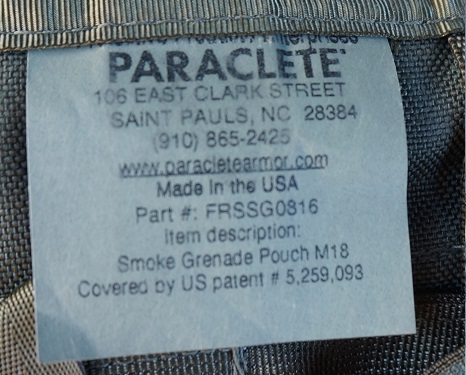 PARACLETE
106 EAST CLARK STREET
SAINT PAULS, NC 28384
(910) 865-2425
www.paracletearmor.com
Made in the USA
Part #: FRSSG0816
Item description:
Smoke Grenade Pouch M18
Covered by US patent # 5,259,093